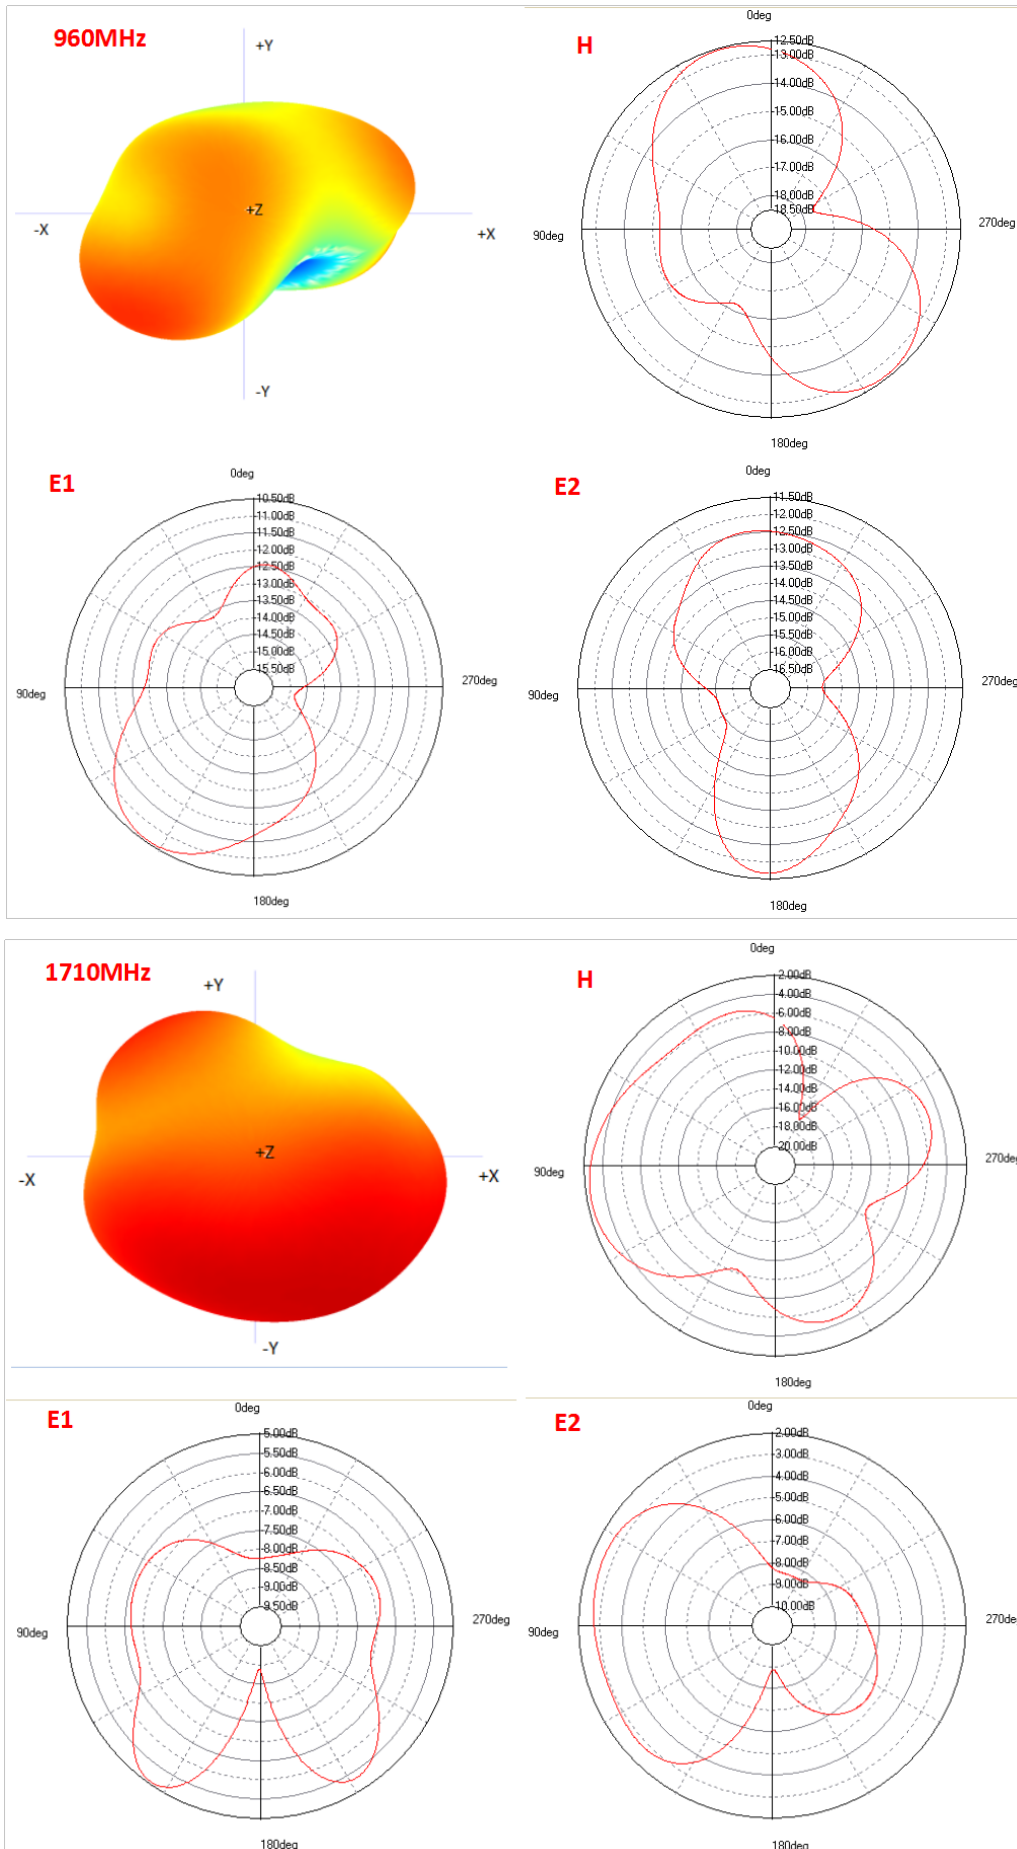 960MHz
+Y
-X
+Z
+X
-Y
H
0deg
-12.50dB
-13.00dB
-14.00dB
-15.00dB
-16.00dB
-17.00dB
-18.00dB
-18.50dB
90deg
270deg
180deg
E1
0deg
-10.50dB
-11.00dB
-11.50dB
-12.00dB
-12.50dB
-13.00dB
-13.50dB
-14.00dB
-14.50dB
-15.00dB
-15.50dB
90deg
270deg
180deg
E2
0deg
-11.50dB
-12.00dB
-12.50dB
-13.00dB
-13.50dB
-14.00dB
-14.50dB
-15.00dB
-15.50dB
-16.00dB
-16.50dB
90deg
270deg
180deg
1710MHz
+Y
-X
+Z
+X
-Y
H
0deg
-2.00dB
-4.00dB
-6.00dB
-8.00dB
-10.00dB
-12.00dB
-14.00dB
-16.00dB
-18.00dB
-20.00dB
90deg
270deg
180deg
E1
0deg
-5.00dB
-5.50dB
-6.00dB
-6.50dB
-7.00dB
-7.50dB
-8.00dB
-8.50dB
-9.00dB
-9.50dB
90deg
270deg
180deg
E2
0deg
-2.00dB
-3.00dB
-4.00dB
-5.00dB
-6.00dB
-7.00dB
-8.00dB
-9.00dB
-10.00dB
90deg
270deg
180deg